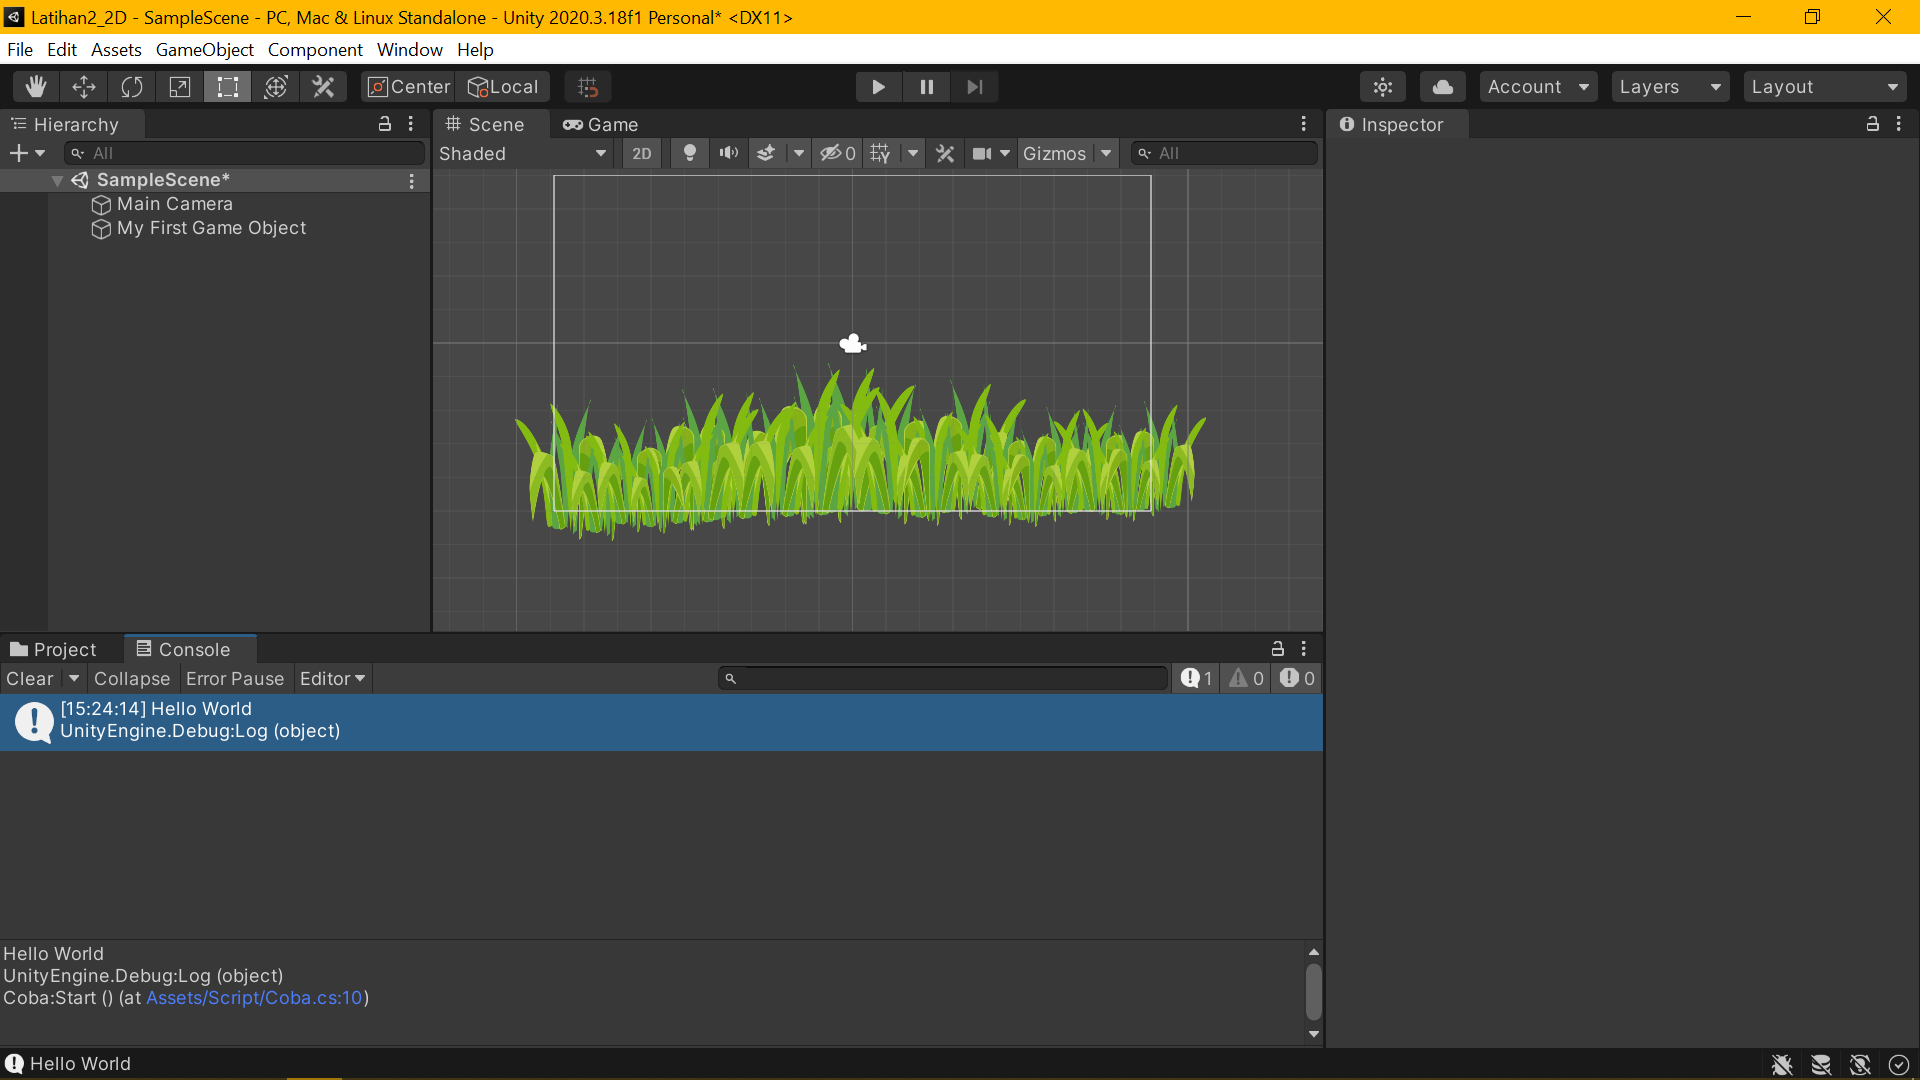 Latihan2_2D - SampleScene - PC, Mac & Linux Standalone - Unity 2020.3.18f1 Personal* <DX11>
File Edit Assets GameObject Component Window Help
Center Local Account Layers Layout
Hierarchy
All
SampleScene*
Main Camera
My First Game Object
Scene Game
Shaded 2D 0 Gizmos All
Inspector
Project Console
Clear Collapse Error Pause Editor 1 0 0
[15:24:14] Hello World
UnityEngine.Debug:Log (object)
Hello World
UnityEngine.Debug:Log (object)
Coba:Start () (at Assets/Script/Coba.cs:10)
Hello World